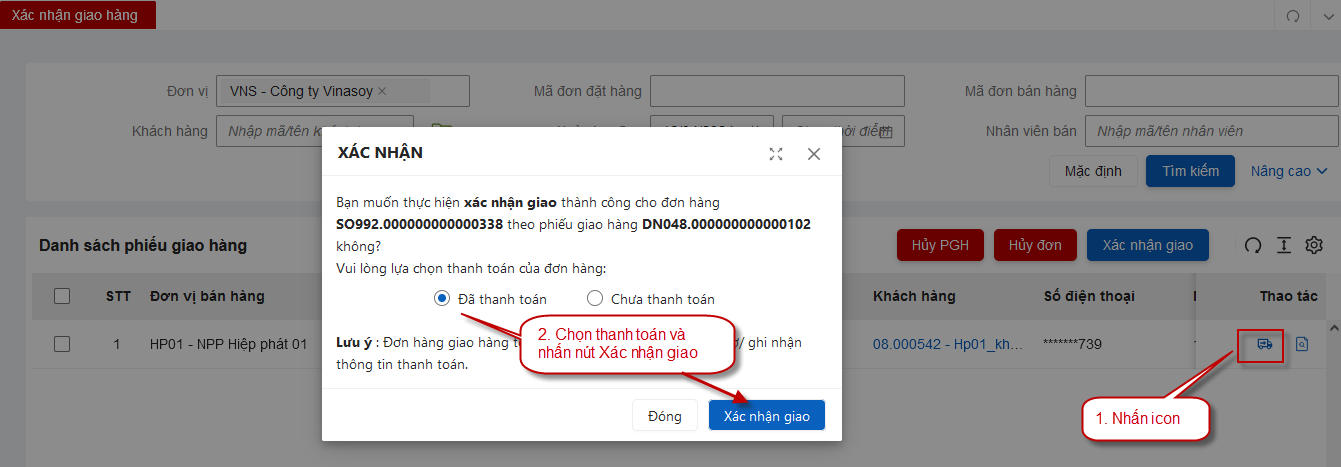 Xác nhận giao hàng
Đơn vị VNS - Công ty Vinasoy Mã đơn đặt hàng Mã đơn bán hàng
Khách hàng Nhập mã/tên Nhân viên bán Nhập mã/tên nhân viên
Mặc định Tìm kiếm Nâng cao
XÁC NHẬN
Bạn muốn thực hiện xác nhận giao thành công cho đơn hàng
SO992.000000000000338 theo phiếu giao hàng DN048.000000000000102
không?
Vui lòng lựa chọn thanh toán của đơn hàng:
Đã thanh toán Chưa thanh toán
Lưu ý : Đơn hàng giao hàng ghi nhận
thông tin thanh toán.
Đóng Xác nhận giao
2. Chọn thanh toán và
nhấn nút Xác nhận giao
Danh sách phiếu giao hàng Hủy PGH Hủy đơn Xác nhận giao
STT Đơn vị bán hàng Khách hàng Số điện thoại Thao tác
1 HP01 - NPP Hiệp phát 01 08.000542 - Hp01_kh... *******739
1. Nhấn icon